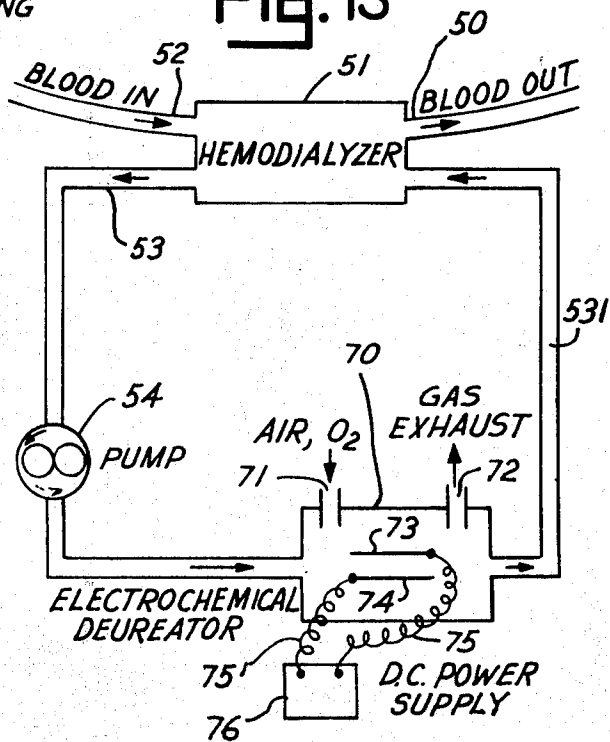 NG
FIG. 13
50
52
51
BLOOD IN
BLOOD OUT
HEMODIALYZER
53
531
70
54
GAS
AIR, O2
EXHAUST
PUMP
71
72
73
ELECTROCHEMICAL
74
DEUREATOR
75'
75
D.C. POWER
SUPPLY
76